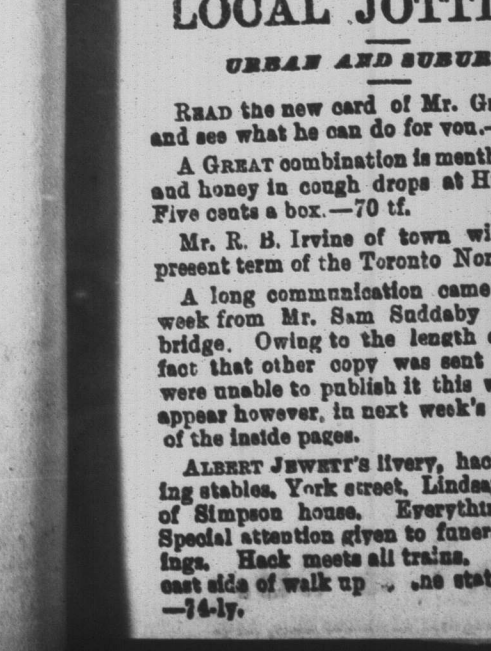 LOCAL JOTTI
URBAN AND SUBUR
READ the new card of Mr. G
and see what he can do for you.-
A GREAT combination is menth
and honey in cough drops at H
Five cents a box.—70 tf.
Mr. R. B. Irvine of town wi
present term of the Toronto Nor
A long communication came
week from Mr. Sam Suddaby
bridge. Owing to the length
fact that other copy was sent
were unable to publish it this w
appear however, in next week's
of the inside pages.
ALBERT JEWETT'S livery, hac
ing stables, York street, Lindsa
of Simpson house. Everythin
Special attention given to funer
ings. Hack meets all trains.
east side of walk up stat
—74-ly.